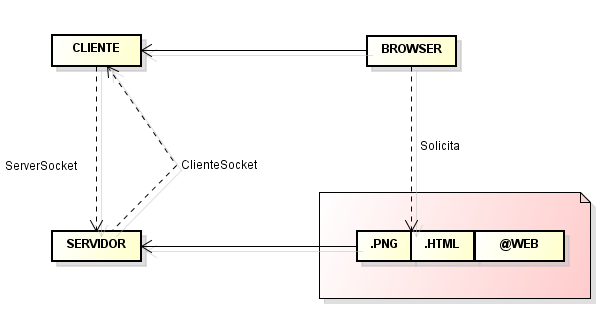 CLIENTE
BROWSER
Solicita
ServerSocket
ClienteSocket
SERVIDOR
.PNG
.HTML
@WEB